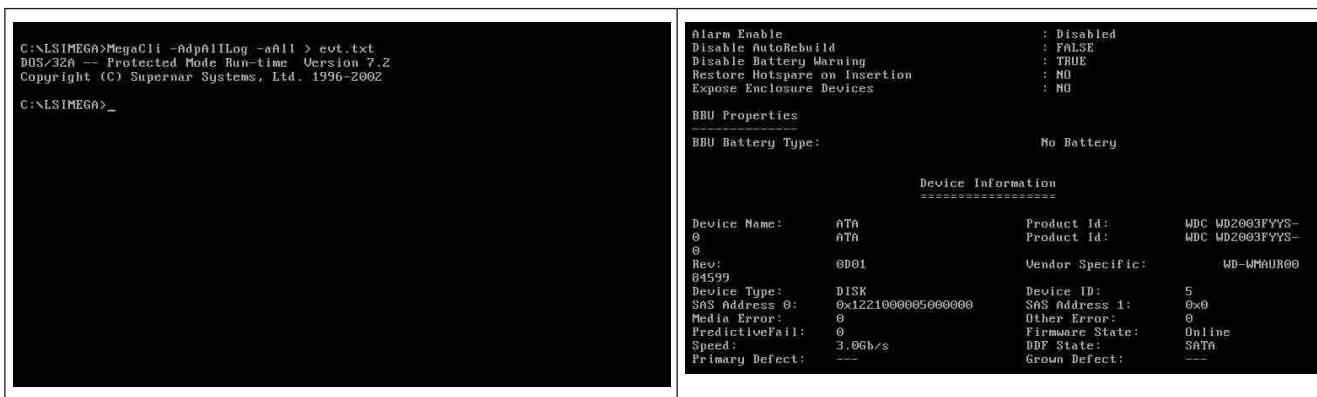 C:\LSIMEGA>MegaCli -AdpAlILog -aAll > evt.txt
DOS/32A -- Protected Mode Run-time  Version 7.2
Copyright (C) Supernar Systems, Ltd. 1996-2002
C:\LSIMEGA>_
Alarm Enable : Disabled
Disable AutoRebuild : FALSE
Disable Battery Warning : TRUE
Restore Hotspare on Insertion : NO
Expose Enclosure Devices : NO
BBU Properties
---------------
BBU Battery Type: No Battery
Device Information
===================
Device Name: ATA Product Id: WDC WD2003FYYS-
0 ATA Product Id: WDC WD2003FYYS-
0
Rev: 0D01 Vendor Specific: WD-WMAUR00
84599
Device Type: DISK Device ID: 5
SAS Address 0: 0x1221000005000000 SAS Address 1: 0x0
Media Error: 0 Other Error: 0
PredictiveFail: 0 Firmware State: Online
Speed: 3.0Gb/s DDF State: SATA
Primary Defect: --- Grown Defect: ---